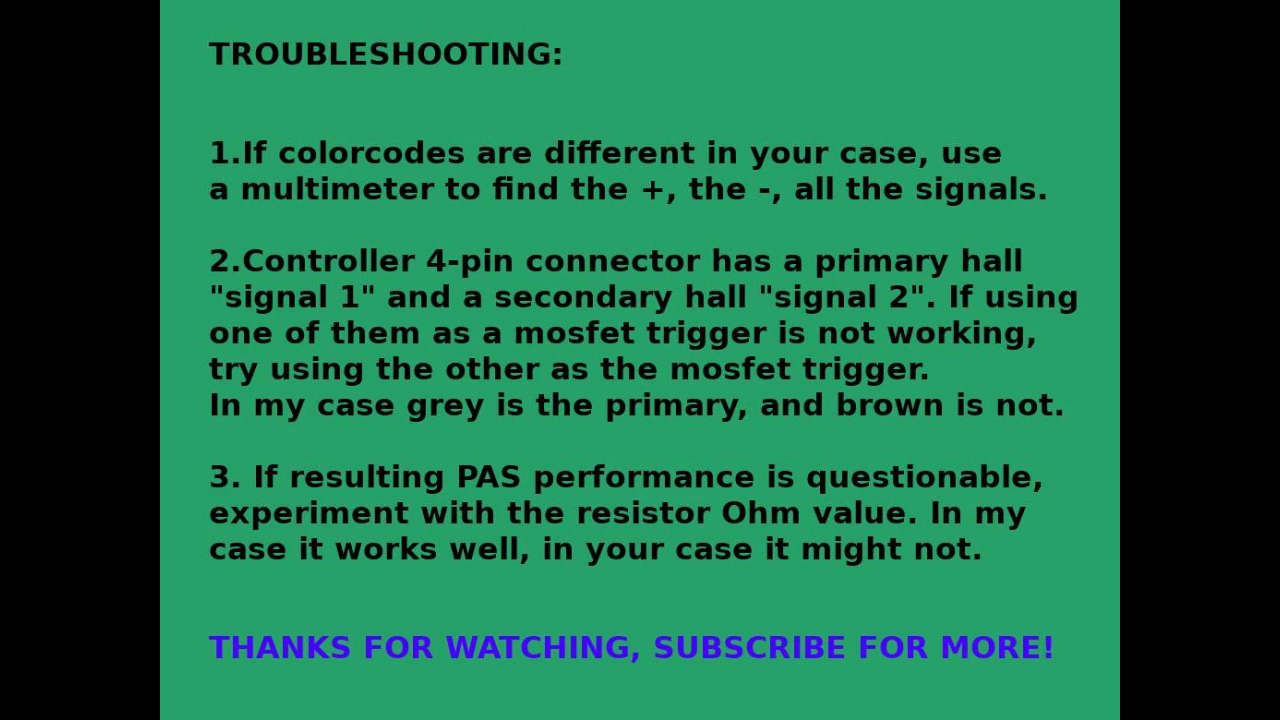 TROUBLESHOOTING:
1.If colorcodes are different in your case, use
a multimeter to find the +, the -, all the signals.
2.Controller 4-pin connector has a primary hall
"signal 1" and a secondary hall "signal 2". If using
one of them as a mosfet trigger is not working,
try using the other as the mosfet trigger.
In my case grey is the primary, and brown is not.
3. If resulting PAS performance is questionable,
experiment with the resistor Ohm value. In my
case it works well, in your case it might not.
THANKS FOR WATCHING, SUBSCRIBE FOR MORE!